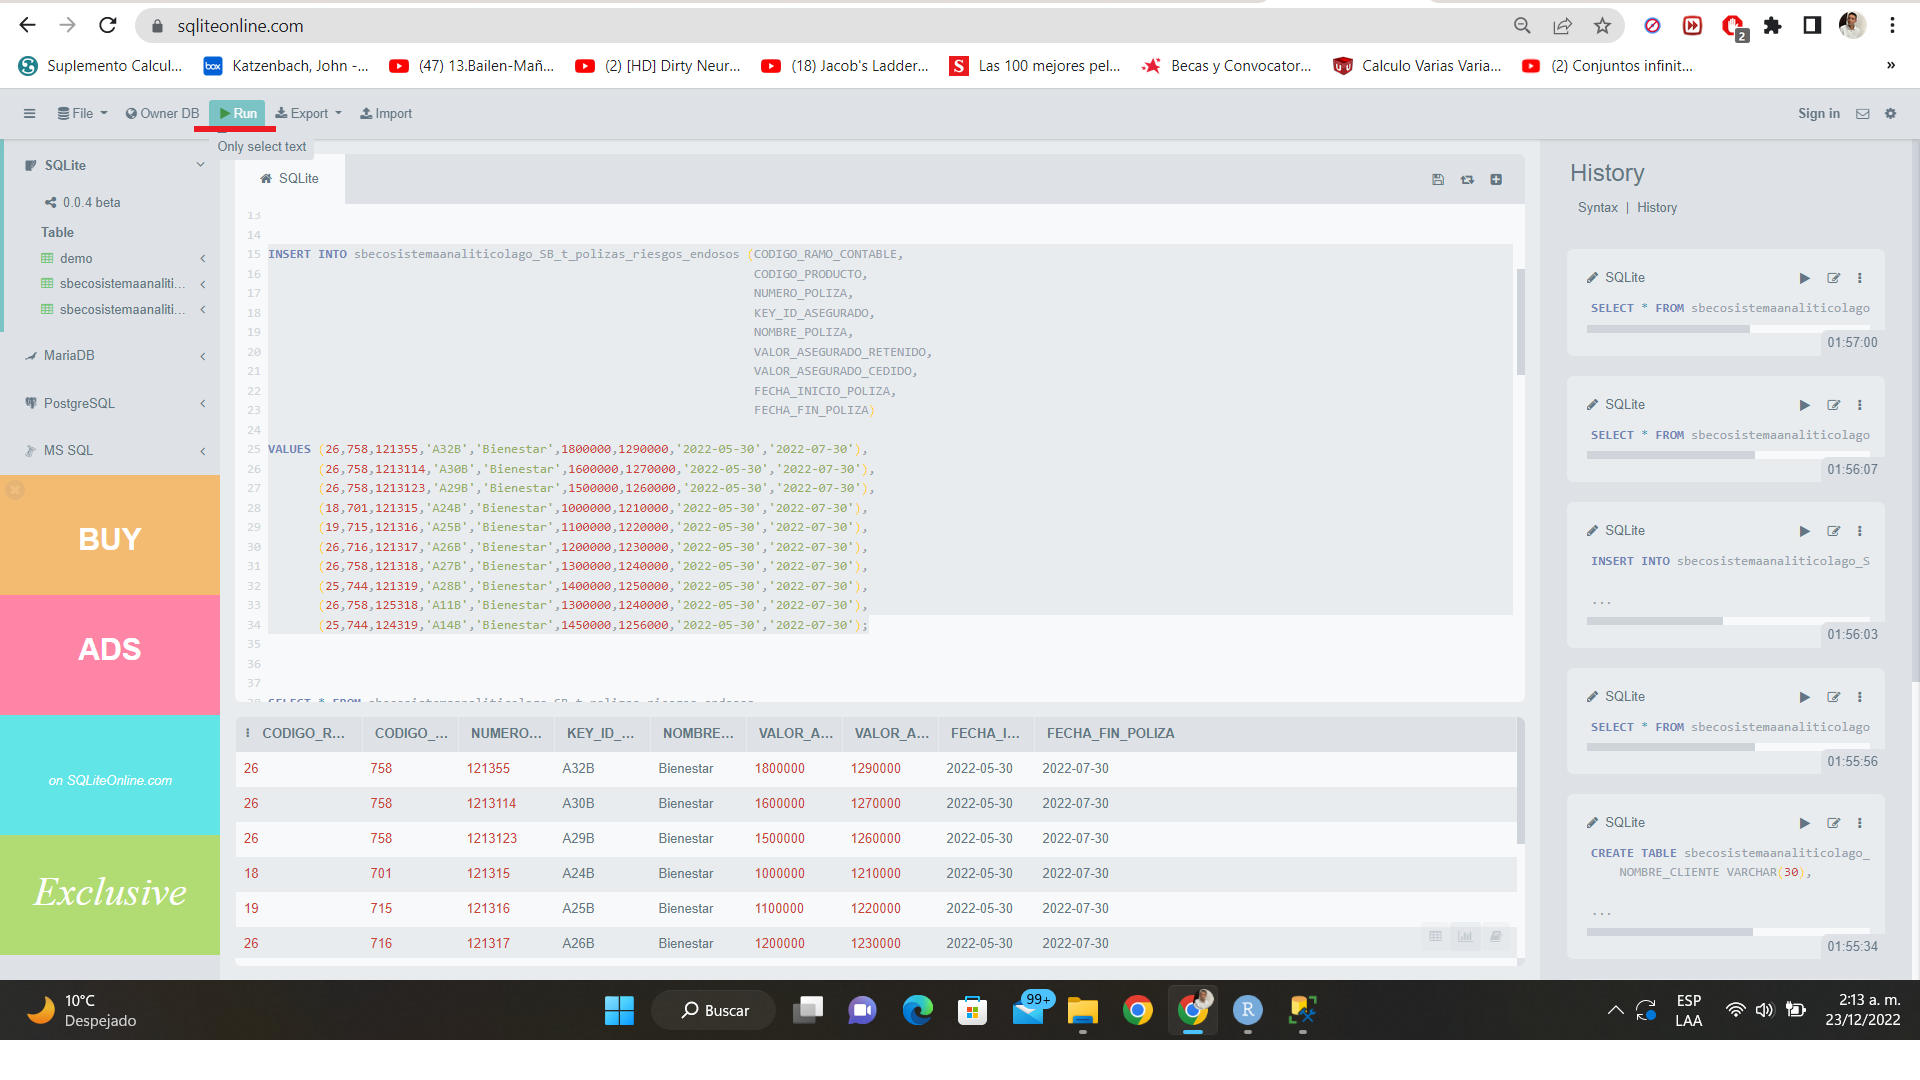 sqliteonline.com
2
Suplemento Calcul...
box Katzenbach, John -...
(47) 13.Bailen-Mañ...
(2) [HD] Dirty Neur...
(18) Jacob's Ladder...
S Las 100 mejores pel...
Becas y Convocator...
Calculo Varias Varia...
(2) Conjuntos infinit...
»
File
Owner DB
Run
Export
Import
Sign in
Only select text
SQLite
0.0.4 beta
Table
demo
sbecosistemaanaliti...
sbecosistemaanaliti...
MariaDB
PostgreSQL
MS SQL
BUY
ADS
on SQLiteOnline.com
Exclusive
SQLite
13
14
15 INSERT INTO sbecosistemaanaliticolago_SB_t_polizas_riesgos_endosos (CODIGO_RAMO_CONTABLE,
16 CODIGO_PRODUCTO,
17 NUMERO_POLIZA,
18 KEY_ID_ASEGURADO,
19 NOMBRE_POLIZA,
20 VALOR_ASEGURADO_RETENIDO,
21 VALOR_ASEGURADO_CEDIDO,
22 FECHA_INICIO_POLIZA,
23 FECHA_FIN_POLIZA)
24
25 VALUES (26,758,121355,'A32B','Bienestar',1800000,1290000,'2022-05-30','2022-07-30'),
26 (26,758,1213114,'A30B','Bienestar',1600000,1270000,'2022-05-30','2022-07-30'),
27 (26,758,1213123,'A29B','Bienestar',1500000,1260000,'2022-05-30','2022-07-30'),
28 (18,701,121315,'A24B','Bienestar',1000000,1210000,'2022-05-30','2022-07-30'),
29 (19,715,121316,'A25B','Bienestar',1100000,1220000,'2022-05-30','2022-07-30'),
30 (26,716,121317,'A26B','Bienestar',1200000,1230000,'2022-05-30','2022-07-30'),
31 (26,758,121318,'A27B','Bienestar',1300000,1240000,'2022-05-30','2022-07-30'),
32 (25,744,121319,'A28B','Bienestar',1400000,1250000,'2022-05-30','2022-07-30'),
33 (26,758,125318,'A11B','Bienestar',1300000,1240000,'2022-05-30','2022-07-30'),
34 (25,744,124319,'A14B','Bienestar',1450000,1256000,'2022-05-30','2022-07-30');
35
36
37
38 SELECT * FROM sbecosistemaanaliticolago_SB_t_polizas_riesgos_endosos
CODIGO_R... CODIGO_... NUMERO... KEY_ID_... NOMBRE... VALOR_A... VALOR_A... FECHA_I... FECHA_FIN_POLIZA
26 758 121355 A32B Bienestar 1800000 1290000 2022-05-30 2022-07-30
26 758 1213114 A30B Bienestar 1600000 1270000 2022-05-30 2022-07-30
26 758 1213123 A29B Bienestar 1500000 1260000 2022-05-30 2022-07-30
18 701 121315 A24B Bienestar 1000000 1210000 2022-05-30 2022-07-30
19 715 121316 A25B Bienestar 1100000 1220000 2022-05-30 2022-07-30
26 716 121317 A26B Bienestar 1200000 1230000 2022-05-30 2022-07-30
History
Syntax | History
SQLite
SELECT * FROM sbecosistemaanaliticolago
01:57:00
SQLite
SELECT * FROM sbecosistemaanaliticolago
01:56:07
SQLite
INSERT INTO sbecosistemaanaliticolago_S
...
01:56:03
SQLite
SELECT * FROM sbecosistemaanaliticolago
01:55:56
SQLite
CREATE TABLE sbecosistemaanaliticolago_
NOMBRE_CLIENTE VARCHAR(30),
...
01:55:34
10°C
Despejado
Buscar
99+
R
ESP
LAA
2:13 a. m.
23/12/2022